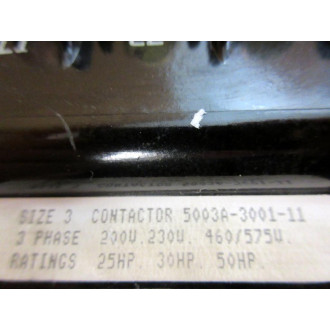 SIZE 3 CONTACTOR 5003A-3001-11
3 PHASE 200V.230V. 460/575V.
RATINGS 25HP. 30HP. 50HP.